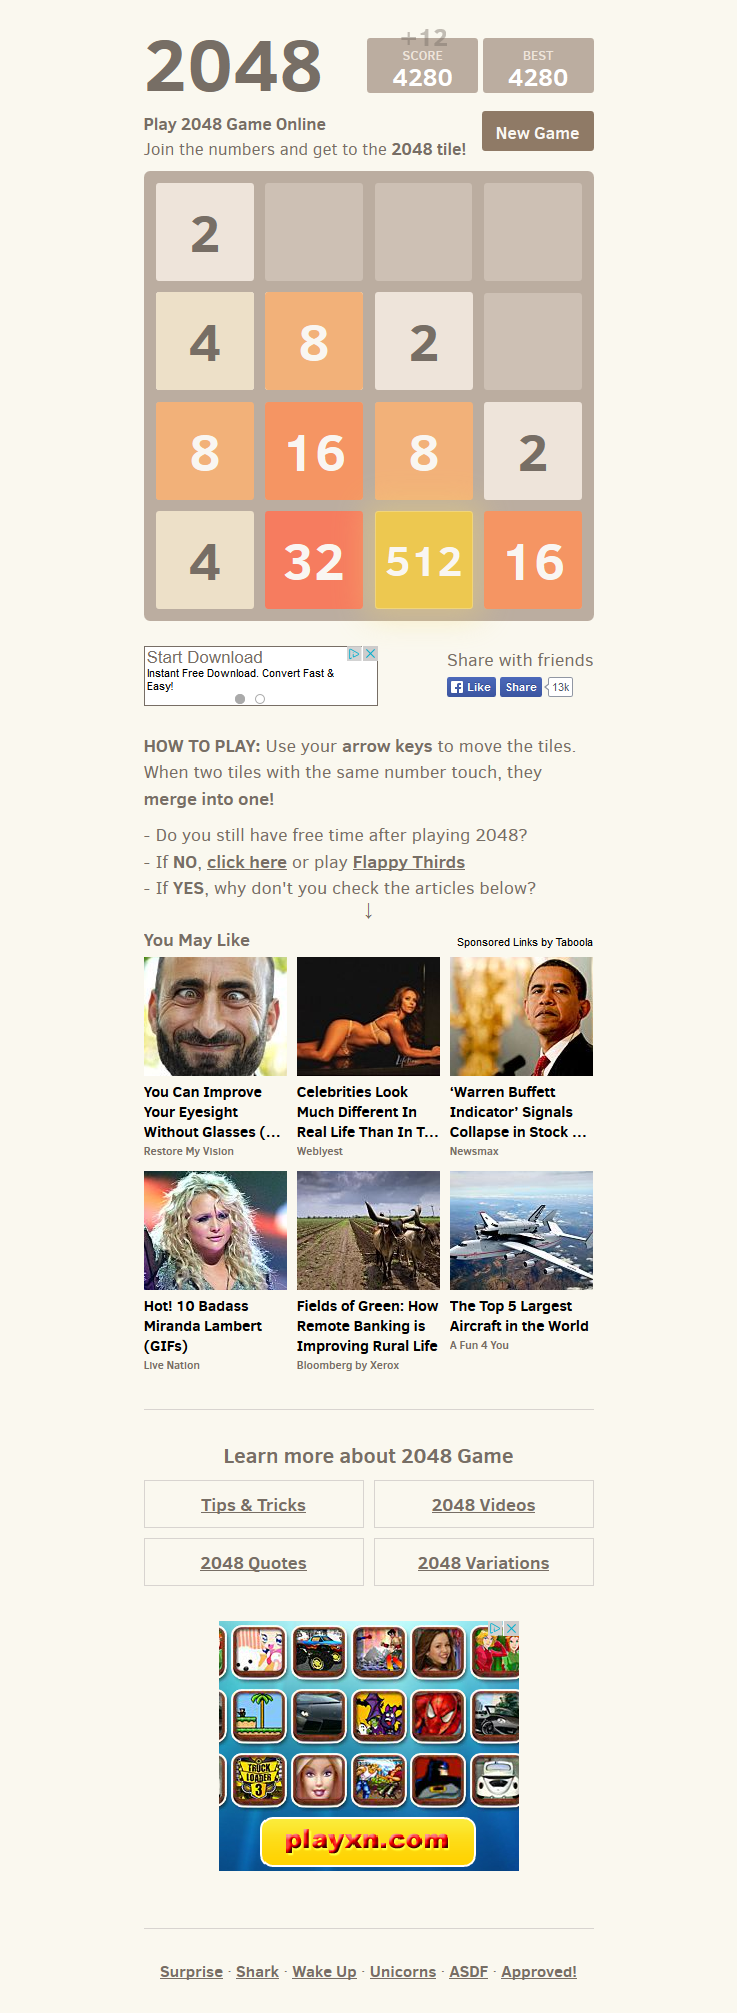 2048
+12
SCORE
4280
BEST
4280
Play 2048 Game Online
Join the numbers and get to the 2048 tile!
New Game
2
4 8 2
8 16 8 2
4 32 512 16
Start Download
Instant Free Download. Convert Fast &
Easy!
Share with friends
Like Share 13k
HOW TO PLAY: Use your arrow keys to move the tiles.
When two tiles with the same number touch, they
merge into one!
- Do you still have free time after playing 2048?
- If NO, click here or play Flappy Thirds
- If YES, why don't you check the articles below?
↓
You May Like
Sponsored Links by Taboola
You Can Improve
Your Eyesight
Without Glasses (...
Restore My Vision
Celebrities Look
Much Different In
Real Life Than In T...
Weblyest
‘Warren Buffett
Indicator’ Signals
Collapse in Stock ...
Newsmax
Hot! 10 Badass
Miranda Lambert
(GIFs)
Live Nation
Fields of Green: How
Remote Banking is
Improving Rural Life
Bloomberg by Xerox
The Top 5 Largest
Aircraft in the World
A Fun 4 You
Learn more about 2048 Game
Tips & Tricks
2048 Videos
2048 Quotes
2048 Variations
TRUCK
LOADER
3
playxn.com
Surprise · Shark · Wake Up · Unicorns · ASDF · Approved!